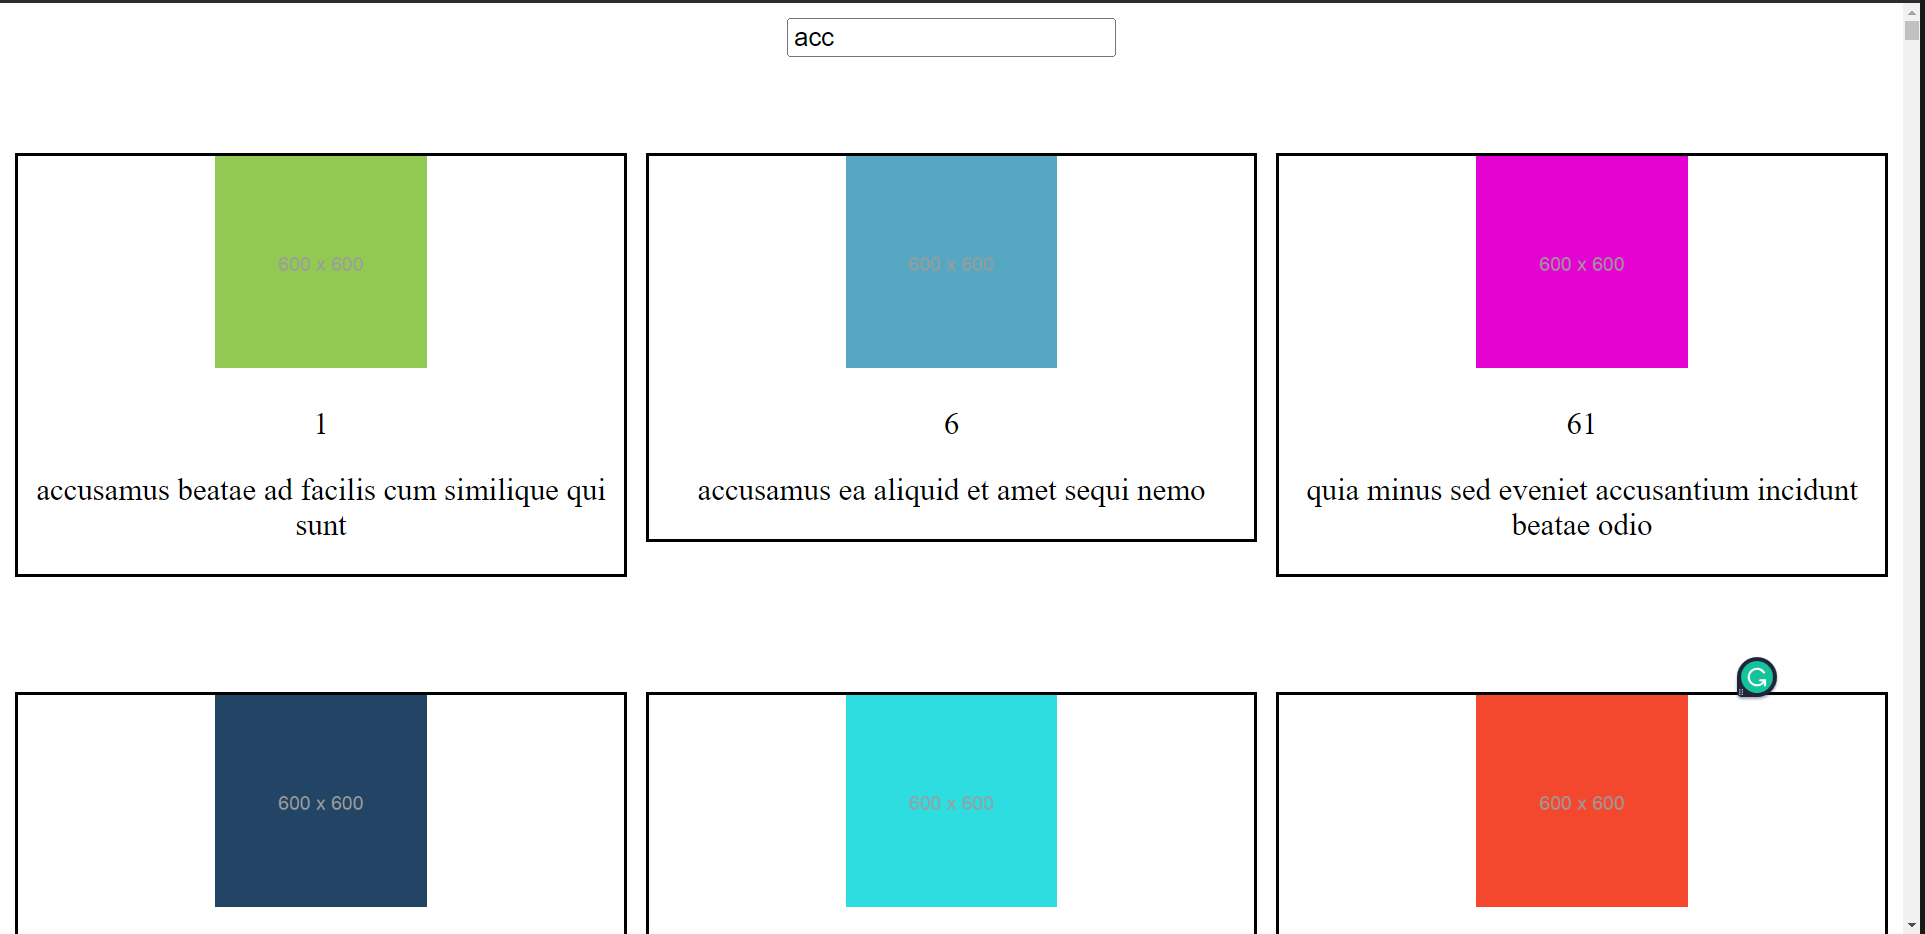 acc
600 x 600
600 x 600
600 x 600
1
6
61
accusamus beatae ad facilis cum similique qui
sunt
accusamus ea aliquid et amet sequi nemo
quia minus sed eveniet accusantium incidunt
beatae odio
600 x 600
600 x 600
600 x 600